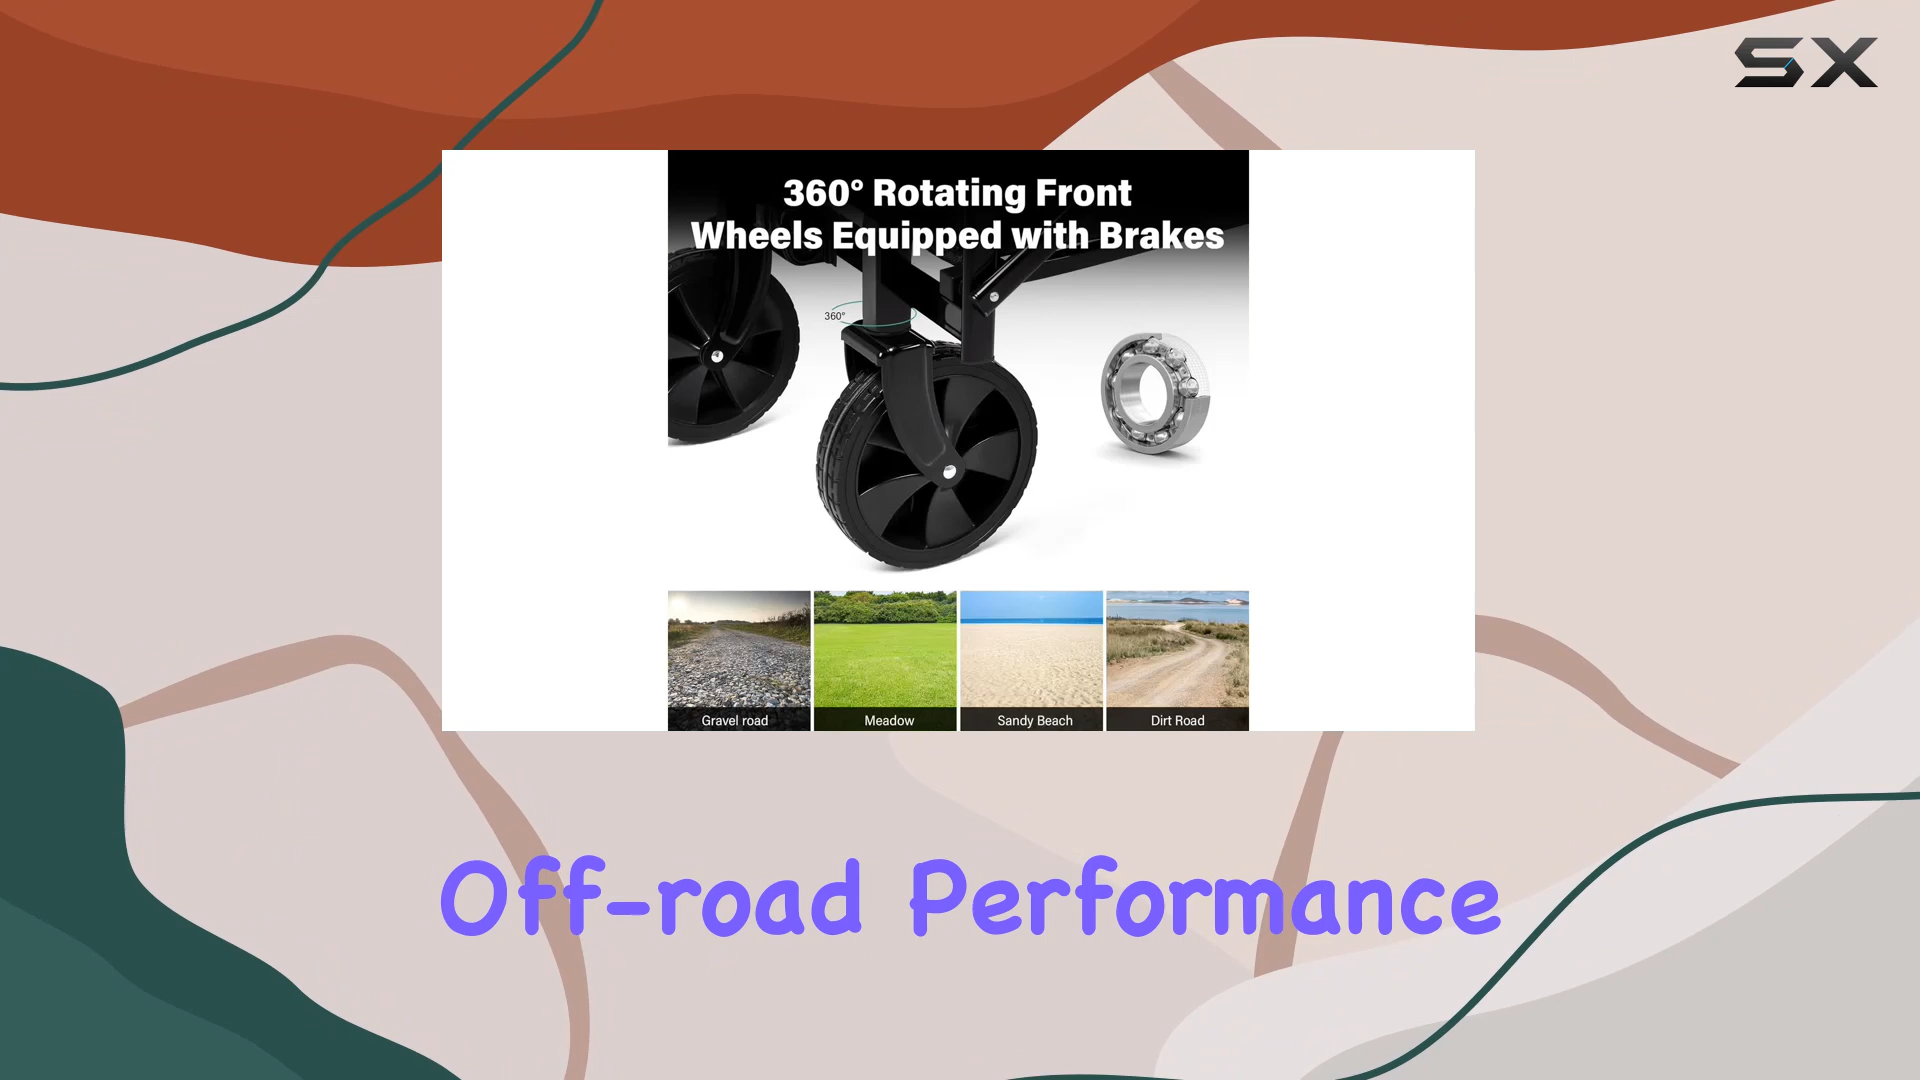 SX
360° Rotating Front
Wheels Equipped with Brakes
360°
Gravel road
Meadow
Sandy Beach
Dirt Road
Off-road Performance